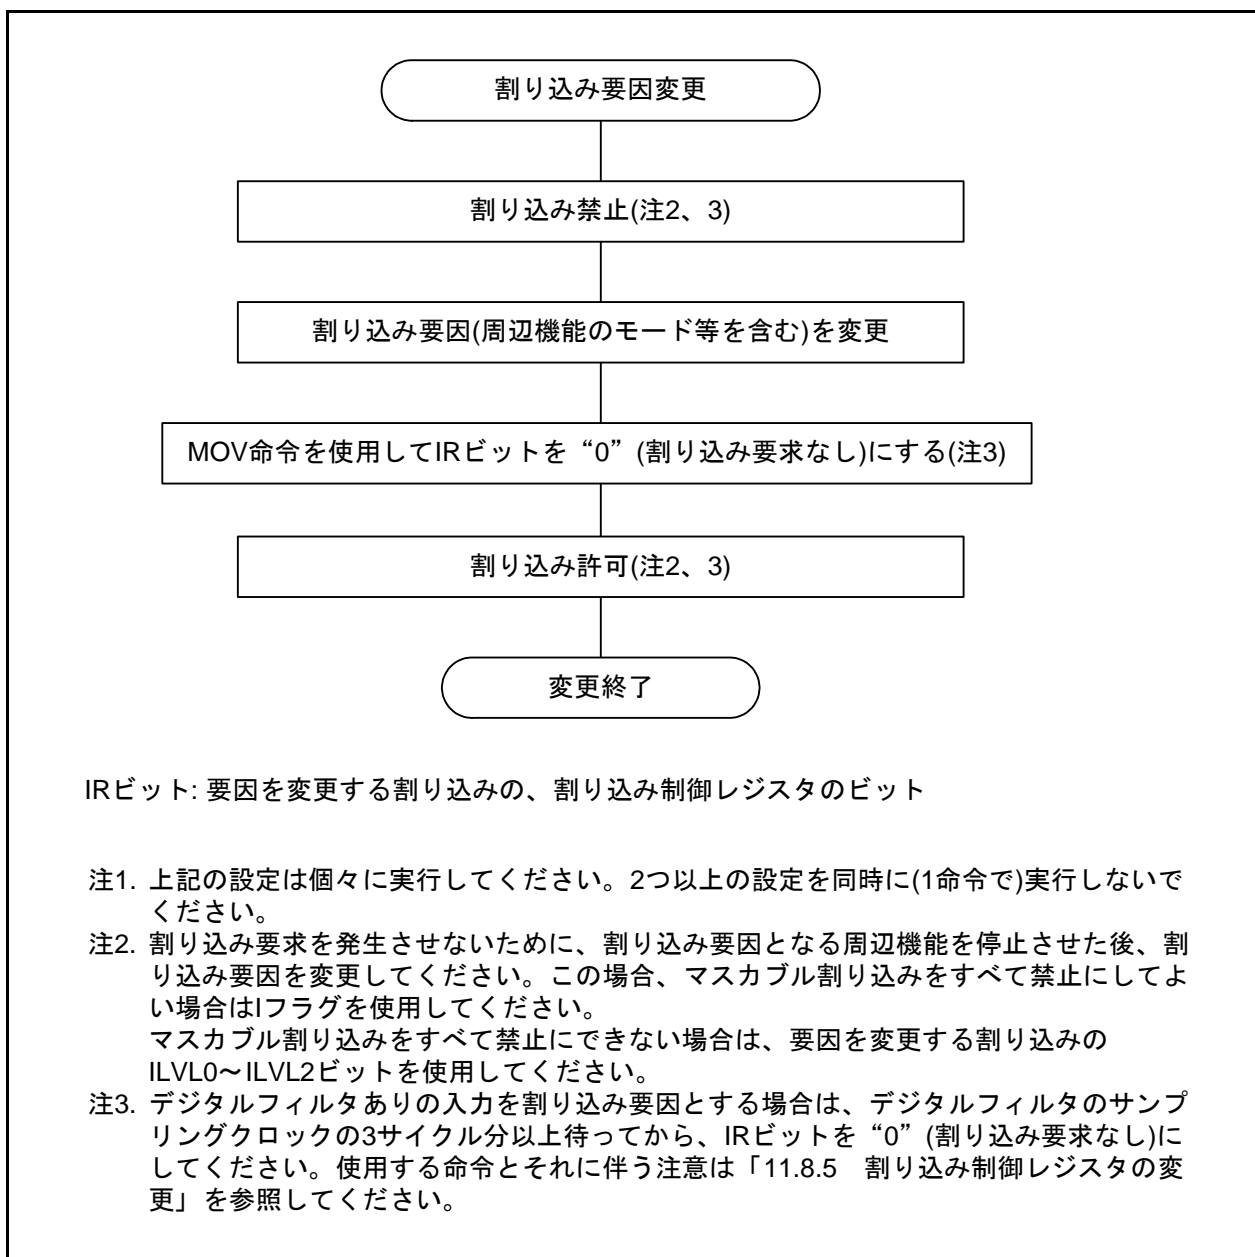 割り込み要因変更
割り込み禁止(注2、3)
割り込み要因(周辺機能のモード等を含む)を変更
MOV命令を使用してIRビットを“0”(割り込み要求なし)にする(注3)
割り込み許可(注2、3)
変更終了
IRビット: 要因を変更する割り込みの、割り込み制御レジスタのビット
注1. 上記の設定は個々に実行してください。2つ以上の設定を同時に(1命令で)実行しないで
ください。
注2. 割り込み要求を発生させないために、割り込み要因となる周辺機能を停止させた後、割
り込み要因を変更してください。この場合、マスカブル割り込みをすべて禁止にしてよ
い場合はIフラグを使用してください。
マスカブル割り込みをすべて禁止にできない場合は、要因を変更する割り込みの
ILVL0～ILVL2ビットを使用してください。
注3. デジタルフィルタありの入力を割り込み要因とする場合は、デジタルフィルタのサンプ
リングクロックの3サイクル分以上待ってから、IRビットを“0”(割り込み要求なし)に
してください。使用する命令とそれに伴う注意は「11.8.5　割り込み制御レジスタの変
更」を参照してください。